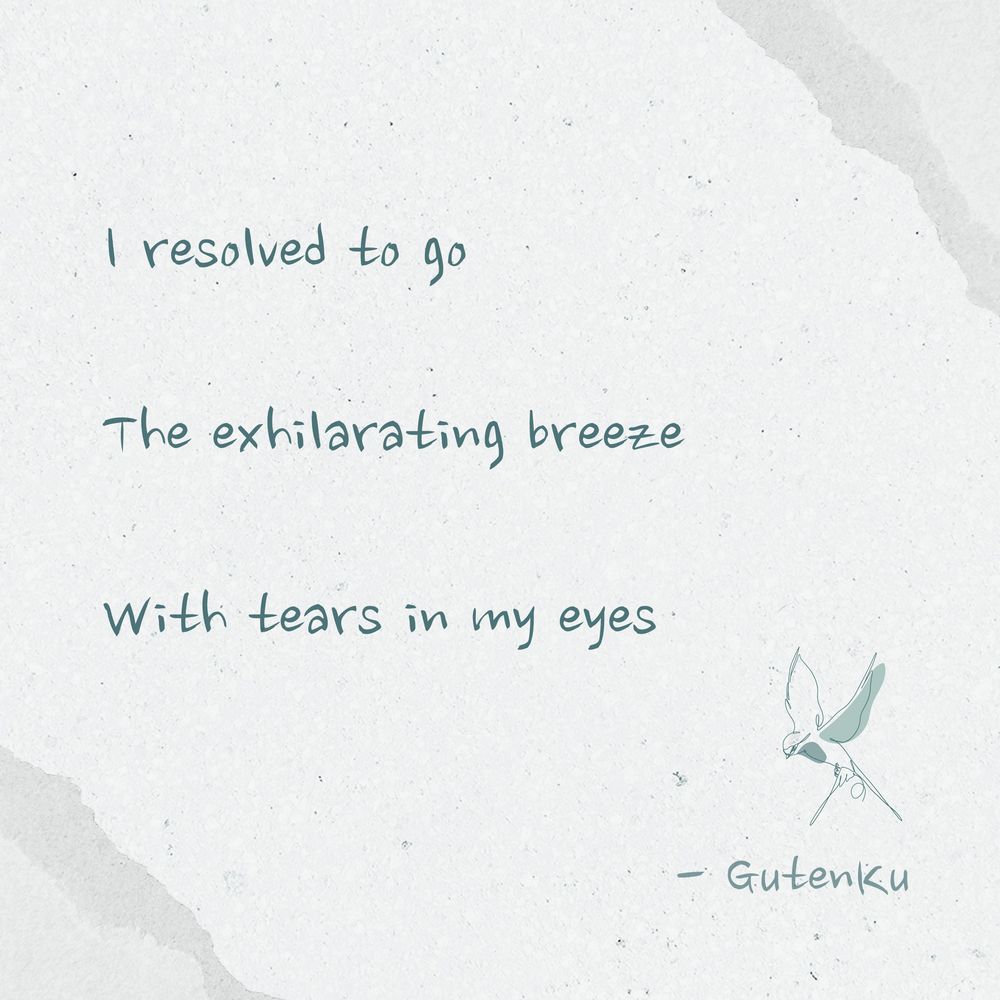 I resolved to go
The exhilarating breeze
With tears in my eyes
- GutenKu